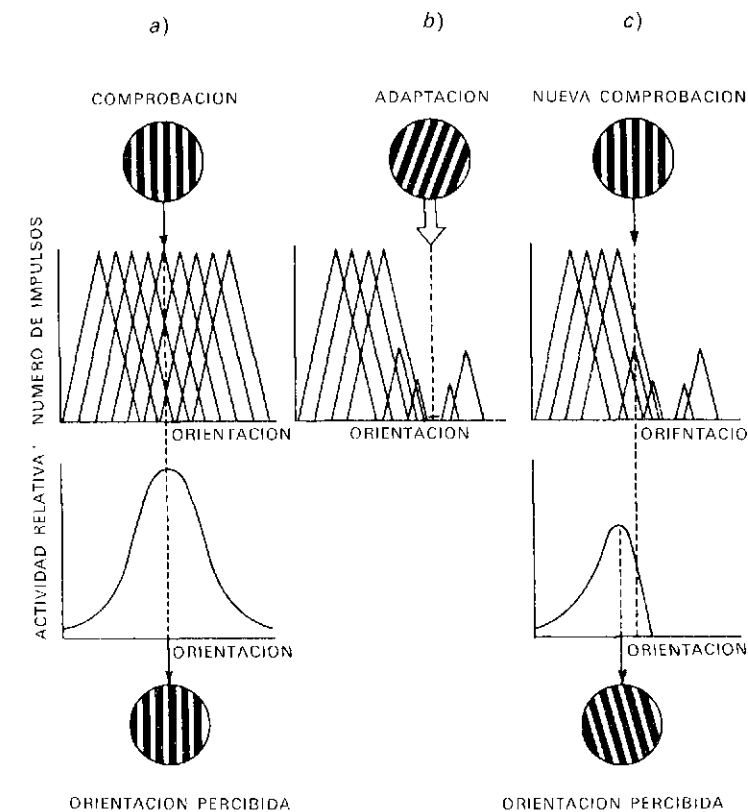 a)
b)
c)
COMPROBACION
ADAPTACION
NUEVA COMPROBACION
NUMERO DE IMPULSOS
ORIENTACION
ORIENTACION
ORIENTACIO
ACTIVIDAD RELATIVA
ORIENTACION
ORIENTACION
ORIENTACION PERCIBIDA
ORIENTACION PERCIBIDA